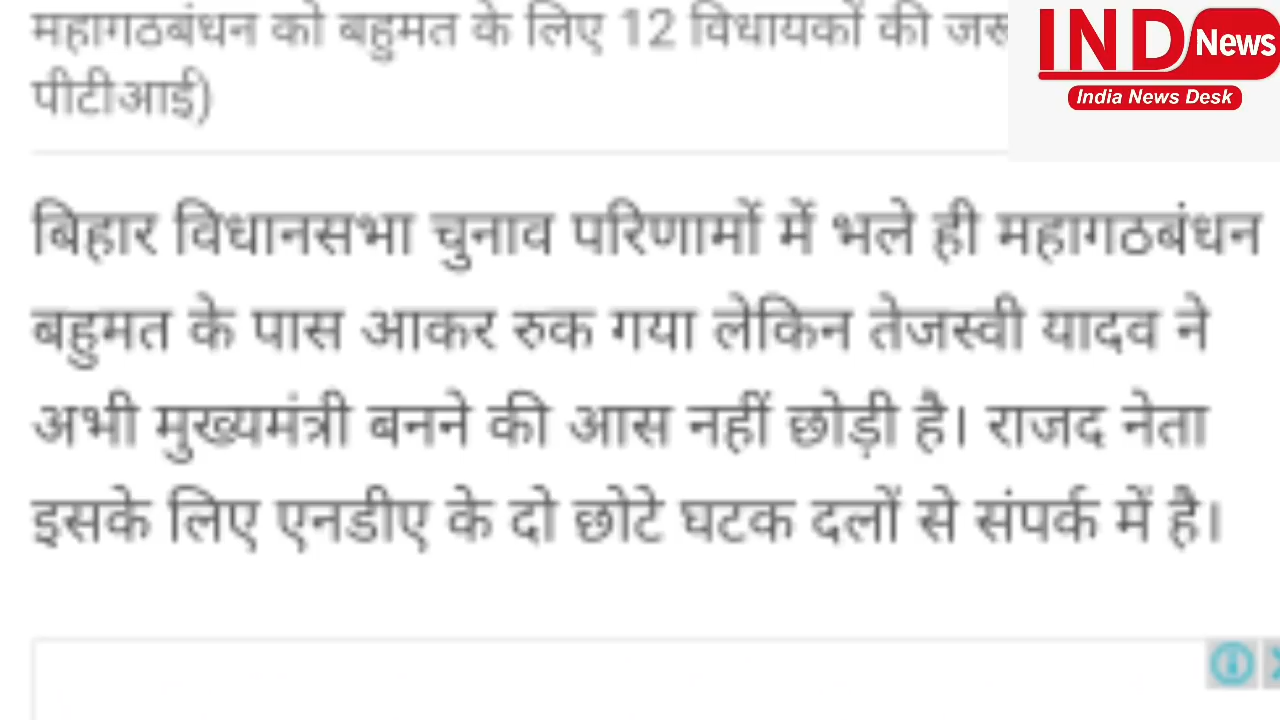 महागठबंधन को बहुमत के लिए 12 विधायकों की
IND News
पीटीआई)
India News Desk
बिहार विधानसभा चुनाव परिणामों में भले ही महागठबंधन
बहुमत के पास आकर रुक गया लेकिन तेजस्वी यादव ने
अभी मुख्यमंत्री बनने की आस नहीं छोड़ी है। राजद नेता
इसके लिए एनडीए के दो छोटे घटक दलों से संपर्क में है।